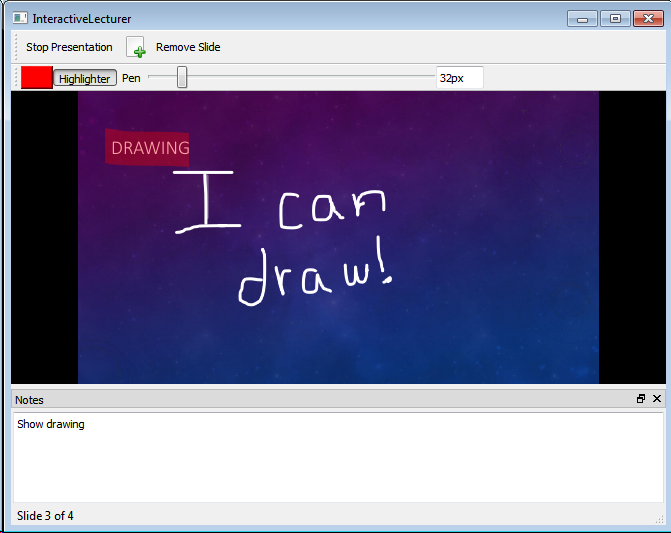 InteractiveLecturer
Stop Presentation Remove Slide
Highlighter Pen 32px
DRAWING
I can
draw!
Notes
Show drawing
Slide 3 of 4